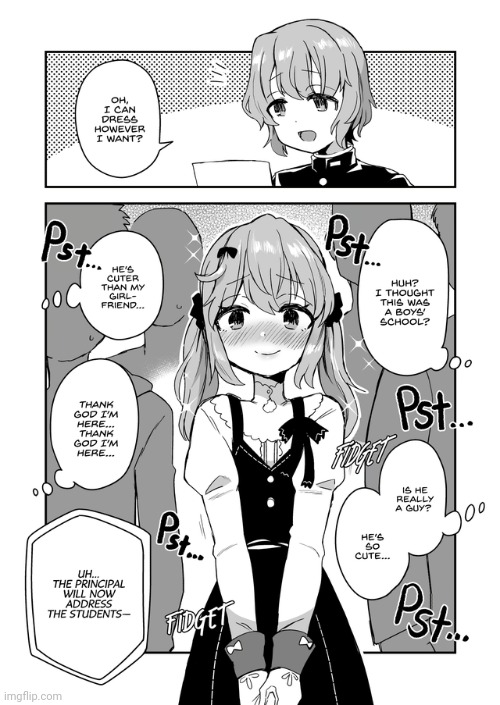 OH,
I CAN
DRESS
HOWEVER
I WANT?
Pst...
HE'S
CUTER
THAN MY
GIRL-
FRIEND...
Pst...
HUH?
I THOUGHT
THIS WAS
A BOYS'
SCHOOL?
THANK
GOD I'M
HERE...
THANK
GOD I'M
HERE...
Pst...
FIDGET
IS HE
REALLY
A GUY?
HE'S
SO
CUTE...
Pst...
UH...
THE PRINCIPAL
WILL NOW
ADDRESS
THE STUDENTS—
FIDGET
Pst...
imgflip.com